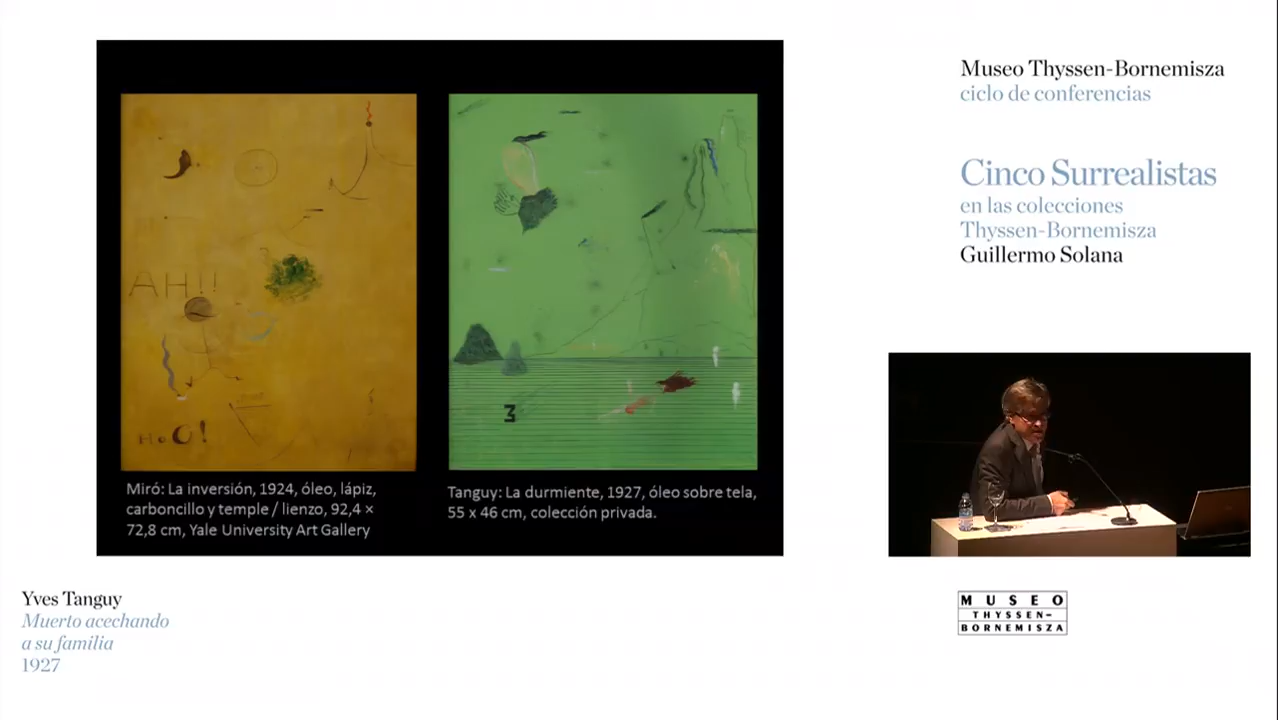 AH!!
HoO!
3
Miró: La inversión, 1924, óleo, lápiz,
carboncillo y temple / lienzo, 92,4 ×
72,8 cm, Yale University Art Gallery
Tanguy: La durmiente, 1927, óleo sobre tela,
55 x 46 cm, colección privada.
Yves Tanguy
Muerto acechando
a su familia
1927
Museo Thyssen-Bornemisza
ciclo de conferencias
Cinco Surrealistas
en las colecciones
Thyssen-Bornemisza
Guillermo Solana
MUSEO
THYSSEN-
BORNEMISZA